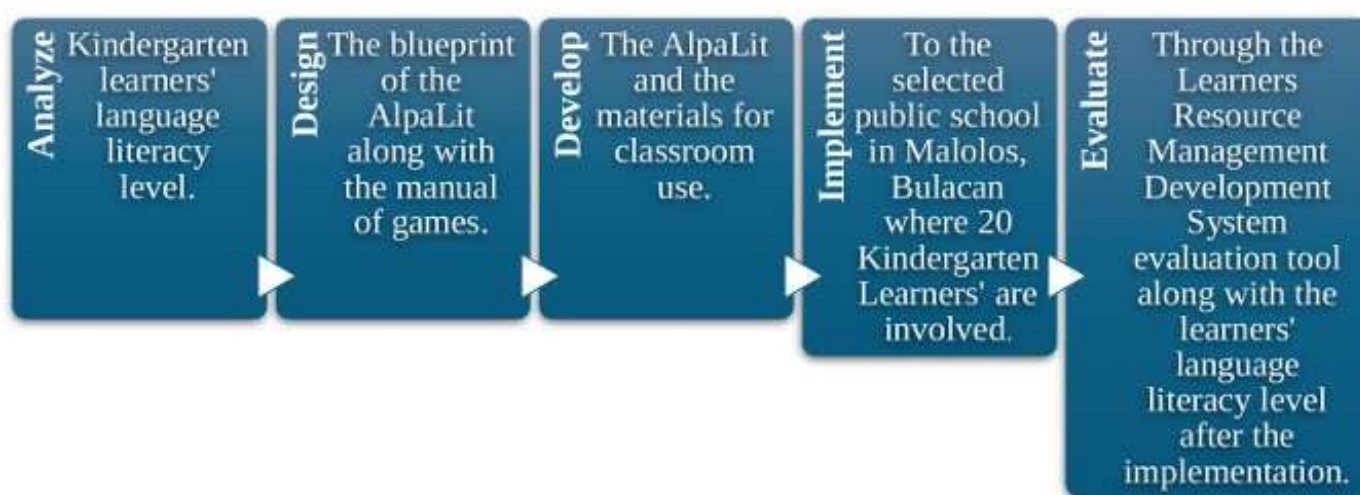 Analyze
Kindergarten
learners'
language
literacy
level.
Design
The blueprint
of the
AlpaLit
along with
the manual
of games.
Develop
The AlpaLit
and the
materials for
classroom
use.
Implement
To the
selected
public school
in Malolos,
Bulacan
where 20
Kindergarten
Learners' are
involved.
Evaluate
Through the
Learners
Resource
Management
Development
System
evaluation tool
along with the
learners'
language
literacy level
after the
implementation.